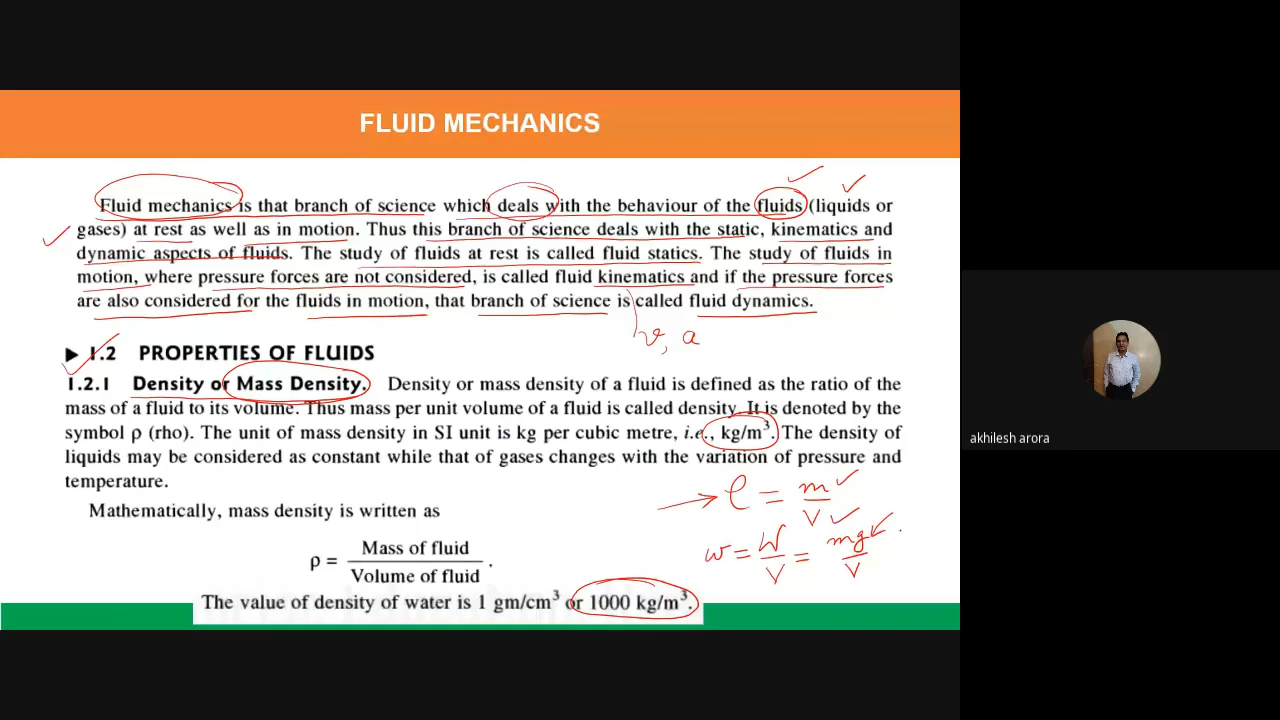 FLUID MECHANICS
Fluid mechanics is that branch of science which deals with the behaviour of the fluids (liquids or
gases) at rest as well as in motion. Thus this branch of science deals with the static, kinematics and
dynamic aspects of fluids. The study of fluids at rest is called fluid statics. The study of fluids in
motion, where pressure forces are not considered, is called fluid kinematics and if the pressure forces
are also considered for the fluids in motion, that branch of science is called fluid dynamics.
v, a
▶ 1.2 PROPERTIES OF FLUIDS
1.2.1 Density or Mass Density. Density or mass density of a fluid is defined as the ratio of the
mass of a fluid to its volume. Thus mass per unit volume of a fluid is called density. It is denoted by the
symbol ρ (rho). The unit of mass density in SI unit is kg per cubic metre, i.e., kg/m³. The density of
liquids may be considered as constant while that of gases changes with the variation of pressure and
temperature.
ρ = m/V
Mathematically, mass density is written as
w = W/V = mg/V
ρ = Mass of fluid / Volume of fluid .
The value of density of water is 1 gm/cm³ or 1000 kg/m³.
akhilesh arora